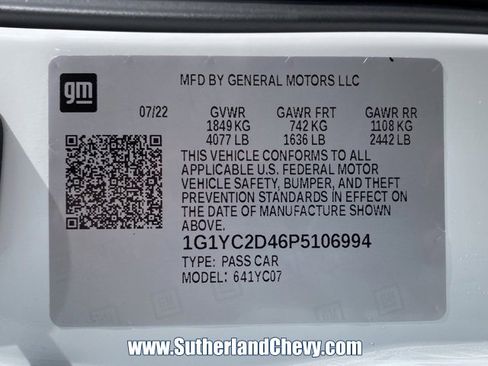 gm
MFD BY GENERAL MOTORS LLC
07/22 GVWR GAWR FRT GAWR RR
1849 KG 742 KG 1108 KG
4077 LB 1636 LB 2442 LB
THIS VEHICLE CONFORMS TO ALL
APPLICABLE U.S. FEDERAL MOTOR
VEHICLE SAFETY, BUMPER, AND THEFT
PREVENTION STANDARDS IN EFFECT ON
THE DATE OF MANUFACTURE SHOWN
ABOVE.
1G1YC2D46P5106994
TYPE: PASS CAR
MODEL: 641YC07
www.SutherlandChevy.com